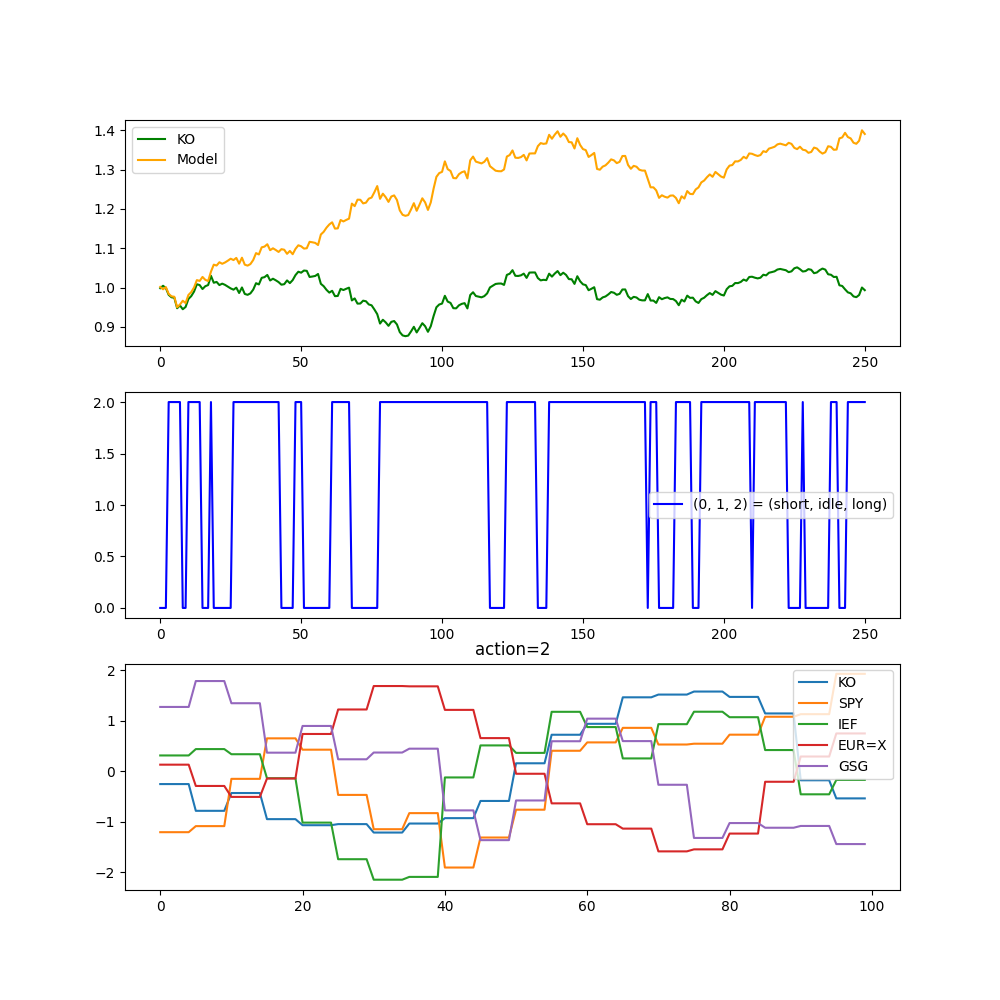 1.4
1.3
1.2
1.1
1.0
0.9
KO
Model
0 50 100 150 200 250
2.0
1.5
1.0
0.5
0.0
(0, 1, 2) = (short, idle, long)
0 50 100 150 200 250
action=2
2
1
0
−1
−2
KO
SPY
IEF
EUR=X
GSG
0 20 40 60 80 100